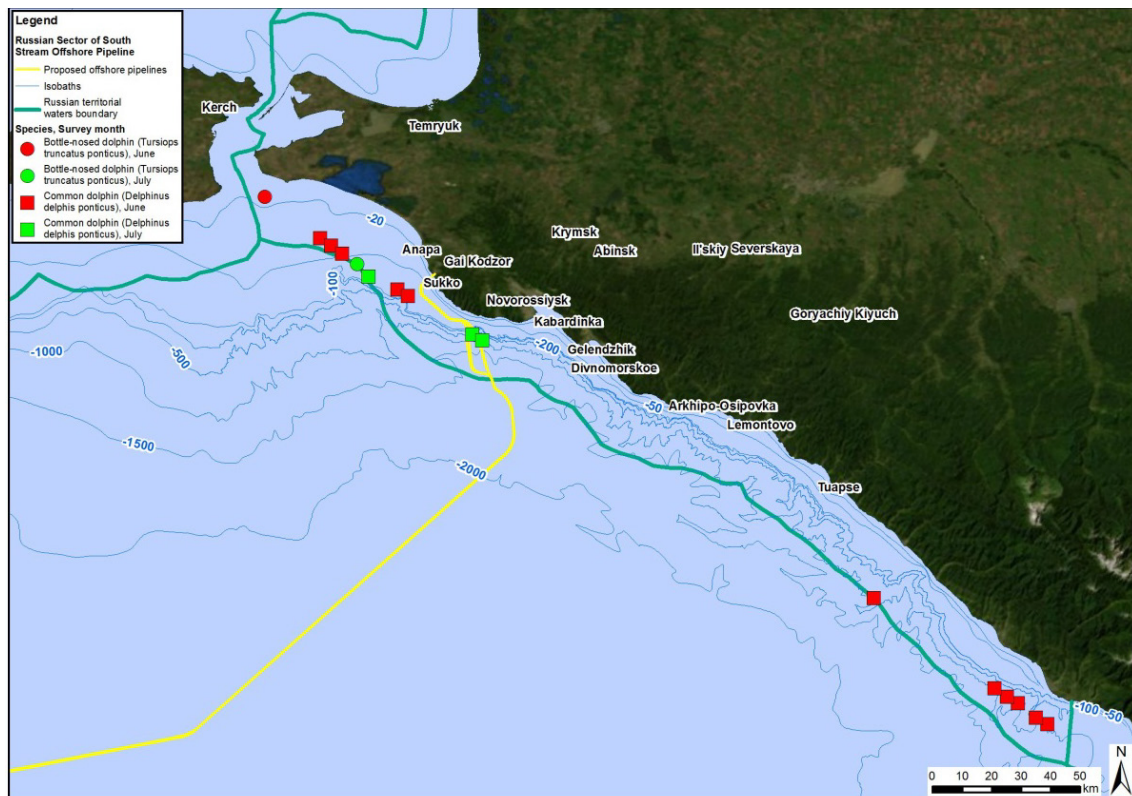 Legend
Russian Sector of South
Stream Offshore Pipeline
Proposed offshore pipelines
Isobaths
Russian territorial
waters boundary
Species, Survey month
Bottle-nosed dolphin (Tursiops
truncatus ponticus), June
Bottle-nosed dolphin (Tursiops
truncatus ponticus), July
Common dolphin (Delphinus
delphis ponticus), June
Common dolphin (Delphinus
delphis ponticus), July
Kerch
Temryuk
-20
Krymsk
Anapa
Abinsk
Il'skiy Severskaya
Gai Kodzor
-100
Sukko
Novorossiysk
Goryachiy Kiyuch
Kabardinka
-500
-1000
-200
Gelendzhik
Divnomorskoe
-50
Arkhipo-Osipovka
Lemontovo
-1500
-2000
Tuapse
-100
-50
N
0 10 20 30 40 50
km